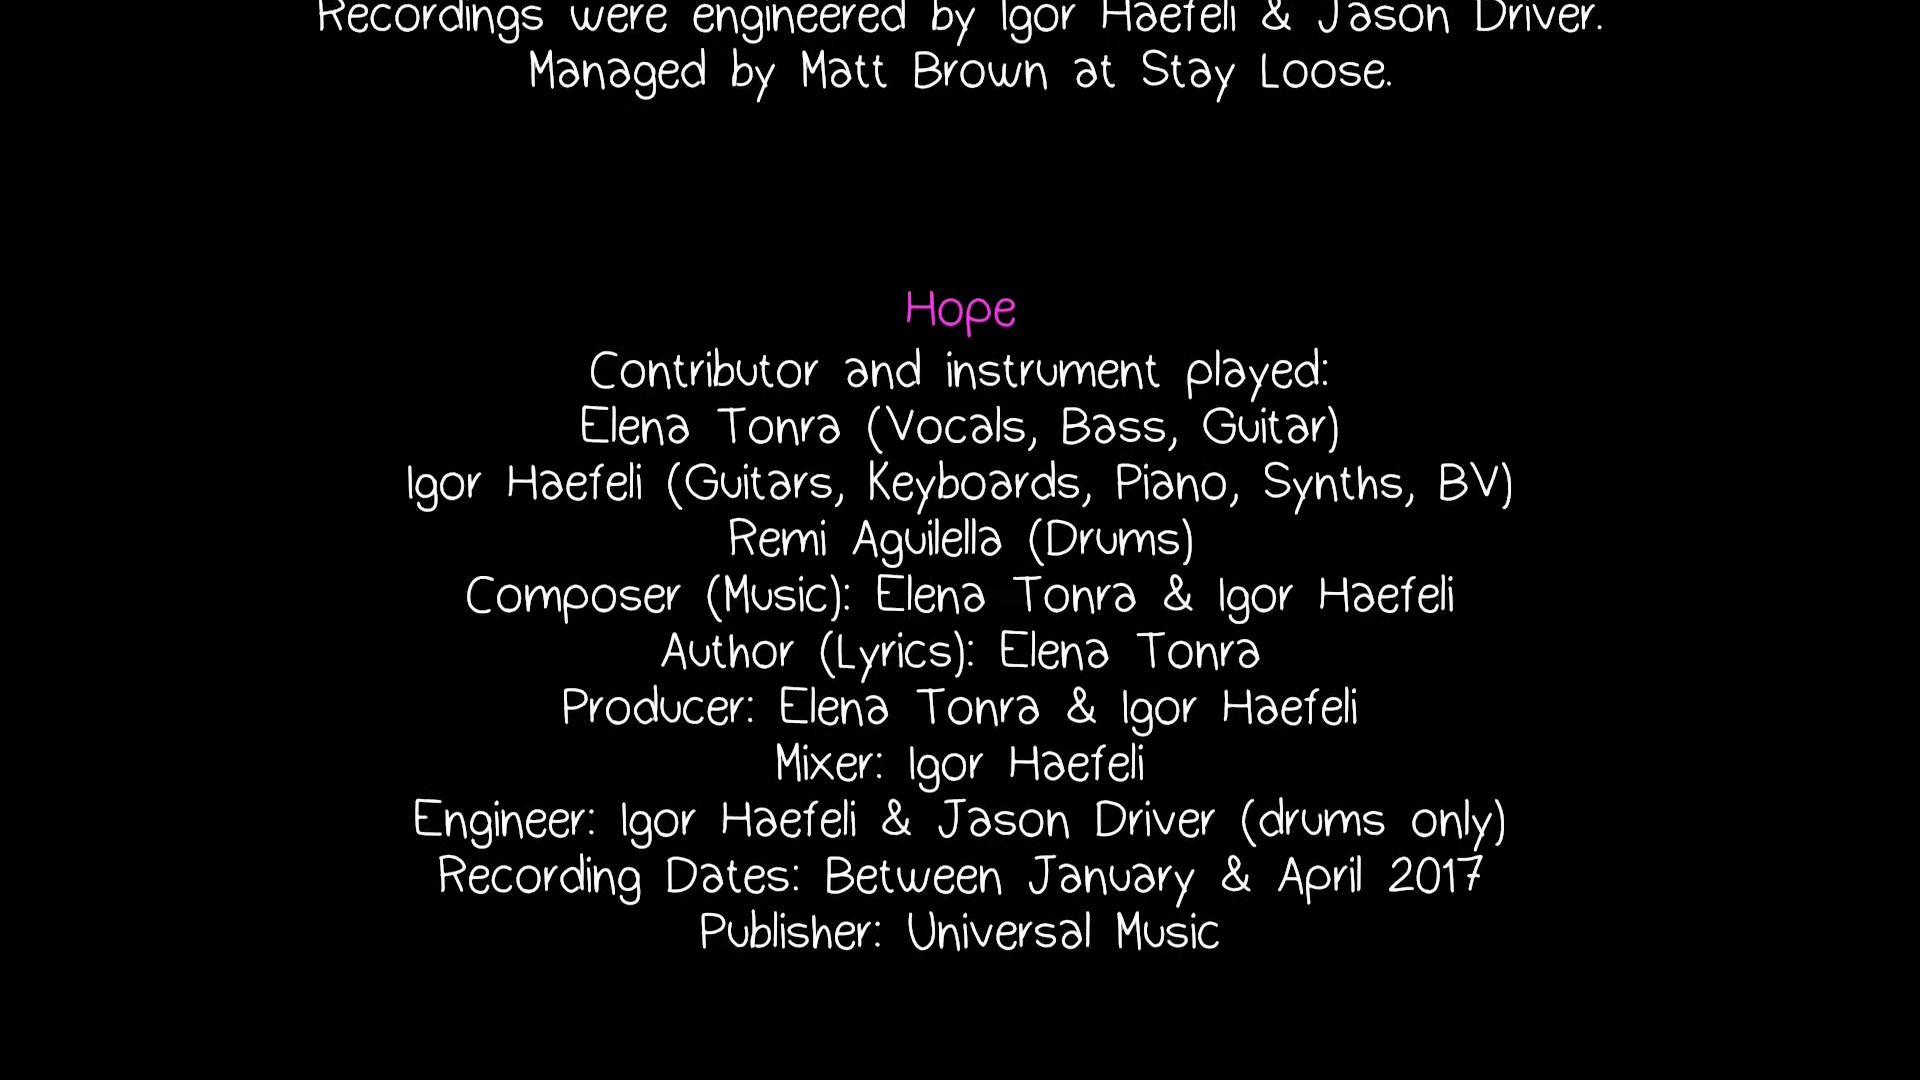 Recordings were engineered by Igor Haefeli & Jason Driver.
Managed by Matt Brown at Stay Loose.
Hope
Contributor and instrument played:
Elena Tonra (Vocals, Bass, Guitar)
Igor Haefeli (Guitars, Keyboards, Piano, Synths, BV)
Remi Aguilella (Drums)
Composer (Music): Elena Tonra & Igor Haefeli
Author (Lyrics): Elena Tonra
Producer: Elena Tonra & Igor Haefeli
Mixer: Igor Haefeli
Engineer: Igor Haefeli & Jason Driver (drums only)
Recording Dates: Between January & April 2017
Publisher: Universal Music